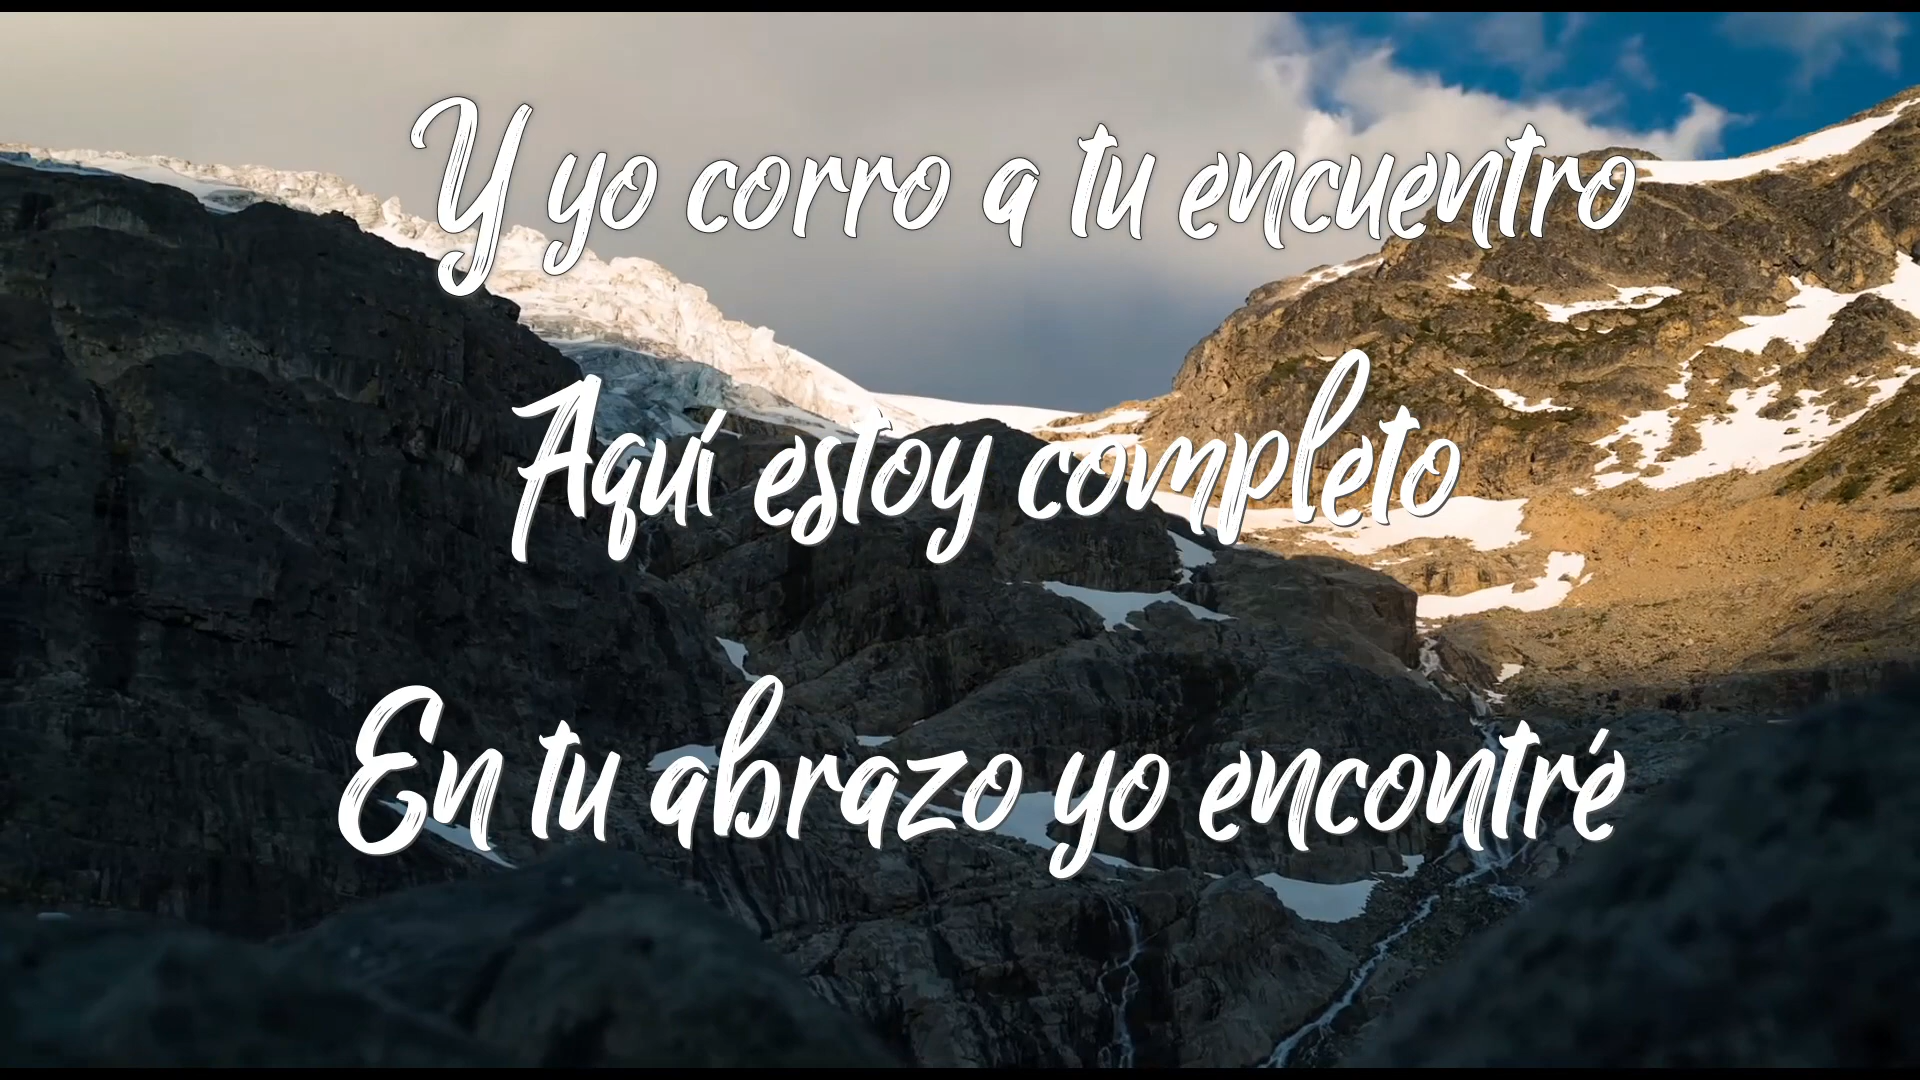 Y yo corro a tu encuentro
Aquí estoy completo
En tu abrazo yo encontré